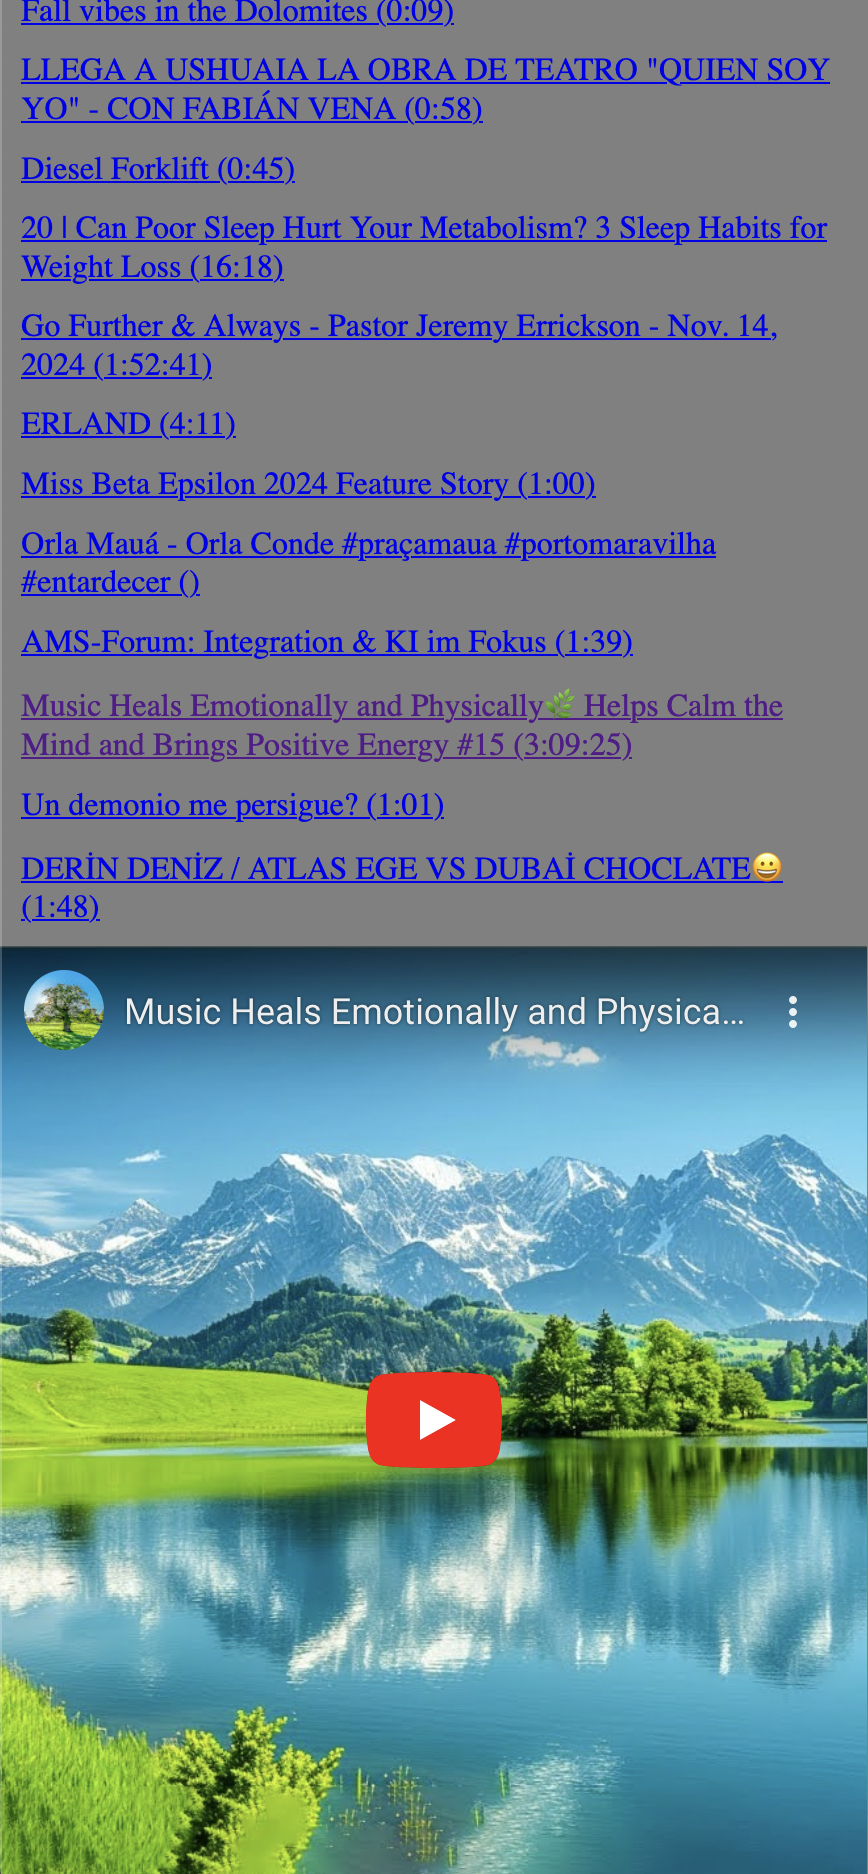 Fall vibes in the Dolomites (0:09)
LLEGA A USHUAIA LA OBRA DE TEATRO "QUIEN SOY
YO" - CON FABIÁN VENA (0:58)
Diesel Forklift (0:45)
20 | Can Poor Sleep Hurt Your Metabolism? 3 Sleep Habits for
Weight Loss (16:18)
Go Further & Always - Pastor Jeremy Errickson - Nov. 14,
2024 (1:52:41)
ERLAND (4:11)
Miss Beta Epsilon 2024 Feature Story (1:00)
Orla Mauá - Orla Conde #praçamaua #portomaravilha
#entardecer ()
AMS-Forum: Integration & KI im Fokus (1:39)
Music Heals Emotionally and Physically🌿 Helps Calm the
Mind and Brings Positive Energy #15 (3:09:25)
Un demonio me persigue? (1:01)
DERİN DENİZ / ATLAS EGE VS DUBAİ CHOCLATE😀
(1:48)
Music Heals Emotionally and Physica...